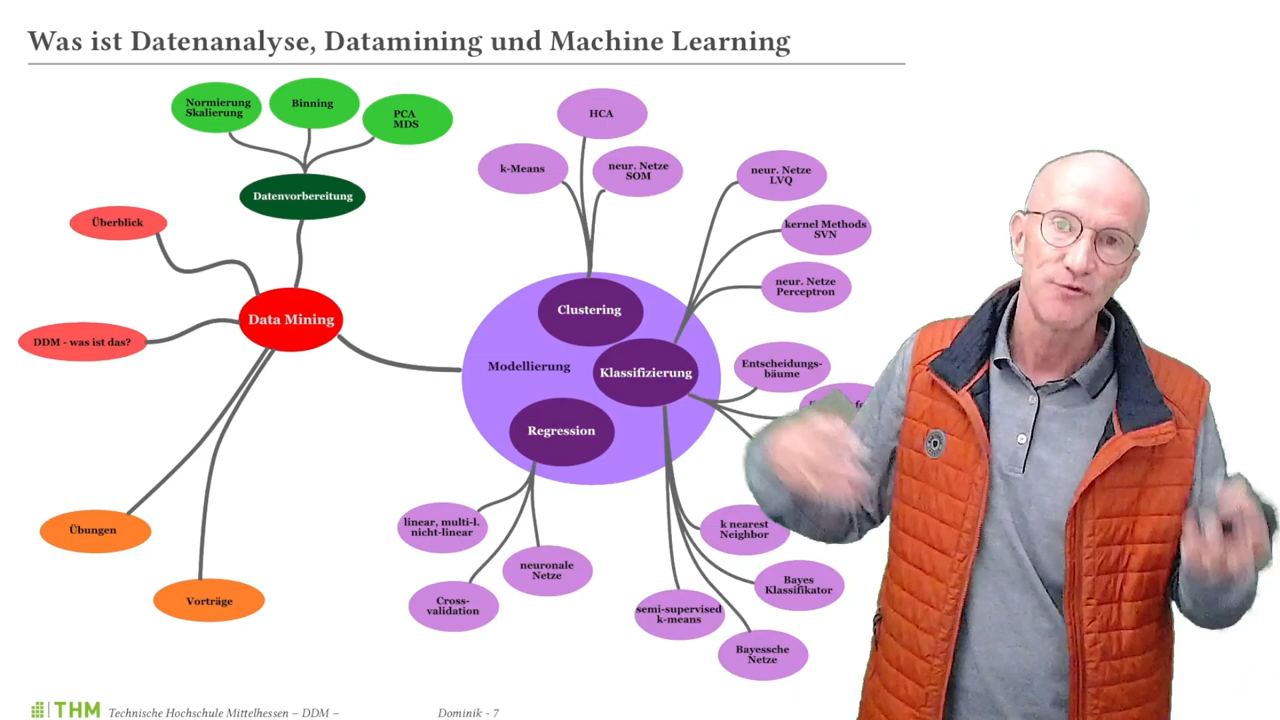 Was ist Datenanalyse, Datamining und Machine Learning
Normierung
Skalierung
Binning
PCA
MDS
Datenvorbereitung
Überblick
DDM - was ist das?
Data Mining
Übungen
Vorträge
HCA
k-Means
neur. Netze
SOM
Clustering
Modellierung
Klassifizierung
Regression
neur. Netze
LVQ
kernel Methods
SVN
neur. Netze
Perceptron
Entscheidungs-
bäume
k nearest
Neighbor
Bayes
Klassifikator
semi-supervised
k-means
Bayessche
Netze
linear, multi-l.
nicht-linear
neuronale
Netze
Cross-
validation
THM
Technische Hochschule Mittelhessen – DDM –
Dominik - 7